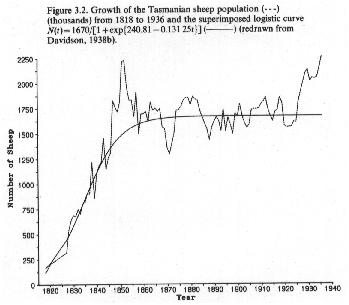 Figure 3.2. Growth of the Tasmanian sheep population (---)
(thousands) from 1818 to 1936 and the superimposed logistic curve
N(t)=1670/[1+exp{240.81−0.131 25t}] (———) (redrawn from
Davidson, 1938b).
2250
2000
1750
1500
1250
1000
750
500
250
0
Number of Sheep
1820 1830 1840 1850 1860 1870 1880 1890 1900 1910 1920 1930 1940
Year